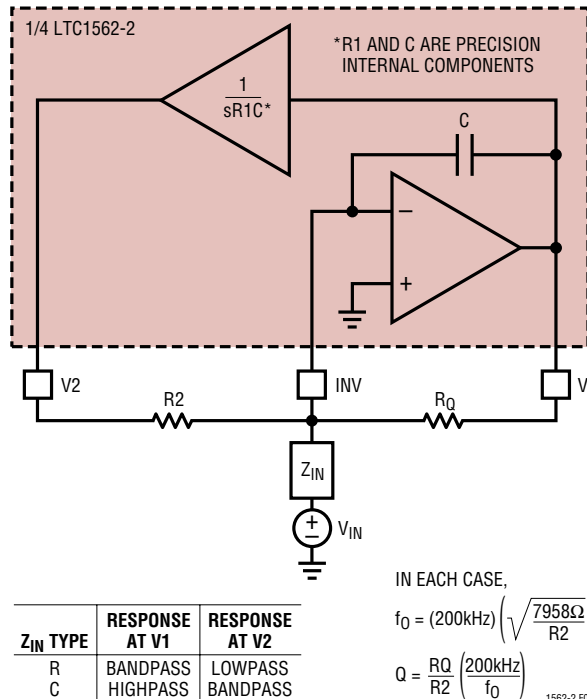 1/4 LTC1562-2
*R1 AND C ARE PRECISION
INTERNAL COMPONENTS
1
sR1C*
C
−
+
V2
INV
V
R2
RQ
ZIN
+
−
VIN
IN EACH CASE,
fO = (200kHz) (√ 7958Ω
R2
Q = RQ
R2 (200kHz
fO)
ZIN TYPE RESPONSE AT V1 RESPONSE AT V2
R BANDPASS LOWPASS
C HIGHPASS BANDPASS